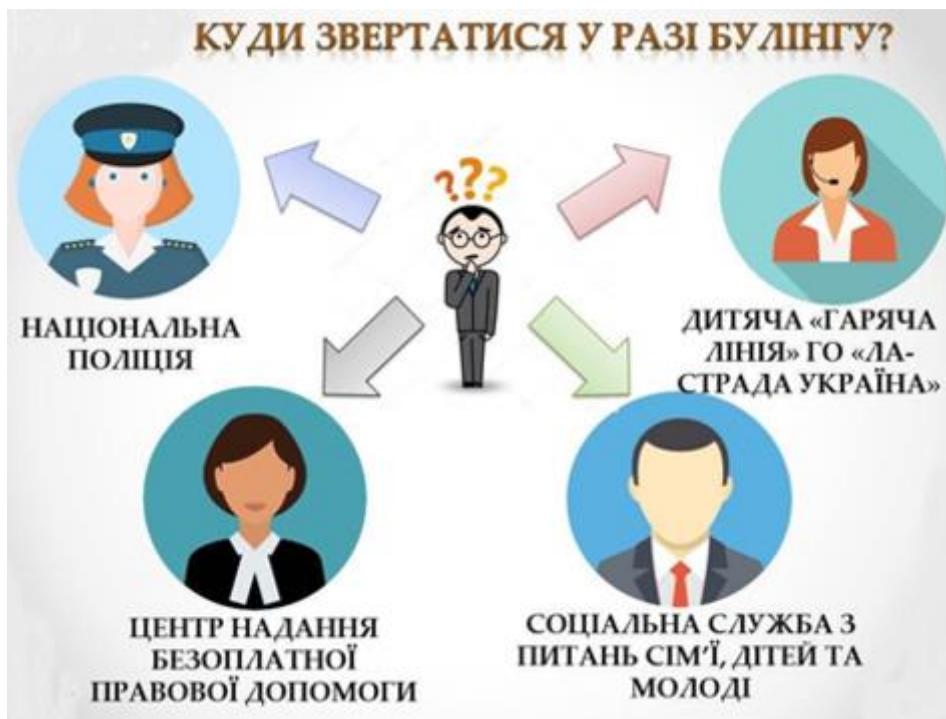 КУДИ ЗВЕРТАТИСЯ У РАЗІ БУЛІНГУ?
???
НАЦІОНАЛЬНА
ПОЛІЦІЯ
ДИТЯЧА «ГАРЯЧА
ЛІНІЯ» ГО «ЛА-
СТРАДА УКРАЇНА»
ЦЕНТР НАДАННЯ
БЕЗОПЛАТНОЇ
ПРАВОВОЇ ДОПОМОГИ
СОЦІАЛЬНА СЛУЖБА З
ПИТАНЬ СІМ’Ї, ДІТЕЙ ТА
МОЛОДІ